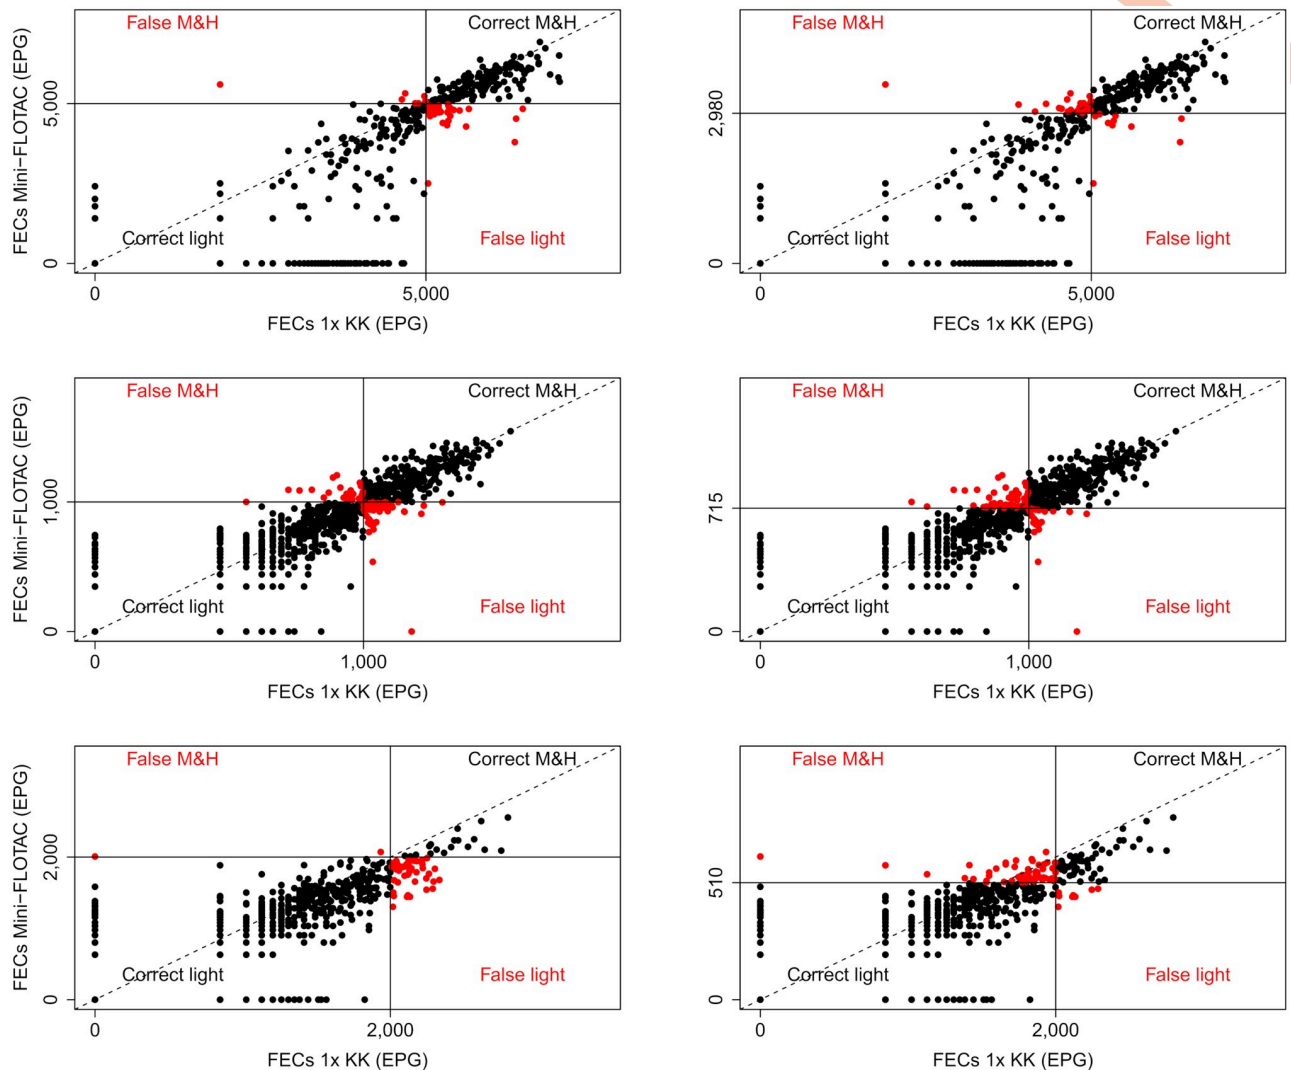 False M&H
Correct M&H
False M&H
Correct M&H
FECs Mini−FLOTAC (EPG)
5,000
2,980
Correct light
False light
Correct light
False light
0
0
0
5,000
0
5,000
FECs 1x KK (EPG)
FECs 1x KK (EPG)
False M&H
Correct M&H
False M&H
Correct M&H
FECs Mini−FLOTAC (EPG)
1,000
715
Correct light
False light
Correct light
False light
0
0
0
1,000
0
1,000
FECs 1x KK (EPG)
FECs 1x KK (EPG)
False M&H
Correct M&H
False M&H
Correct M&H
FECs Mini−FLOTAC (EPG)
2,000
510
Correct light
False light
Correct light
False light
0
0
0
2,000
0
2,000
FECs 1x KK (EPG)
FECs 1x KK (EPG)